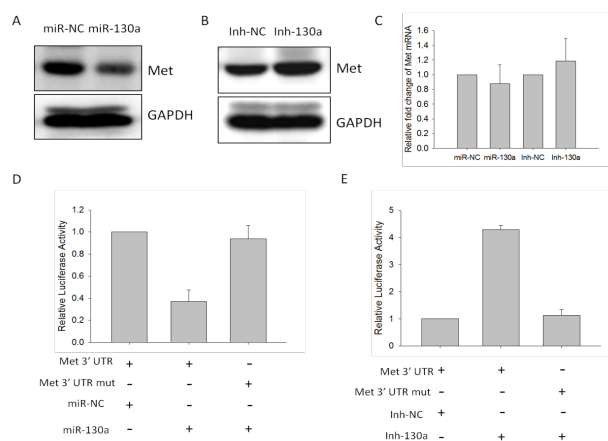 A
miR-NC miR-130a
Met
GAPDH
B
Inh-NC Inh-130a
Met
GAPDH
C
Relative fold change of Met mRNA
1.6
1.4
1.2
1.0
0.8
0.6
0.4
0.2
0.0
miR-NC miR-130a Inh-NC Inh-130a
D
Relative Luciferase Activity
1.2
1.0
0.8
0.6
0.4
0.2
0.0
Met 3' UTR + + -
Met 3' UTR mut - - +
miR-NC + - -
miR-130a - + +
E
Relative Luciferase Activity
5
4
3
2
1
0
Met 3' UTR + + -
Met 3' UTR mut - - +
Inh-NC + - -
Inh-130a - + +